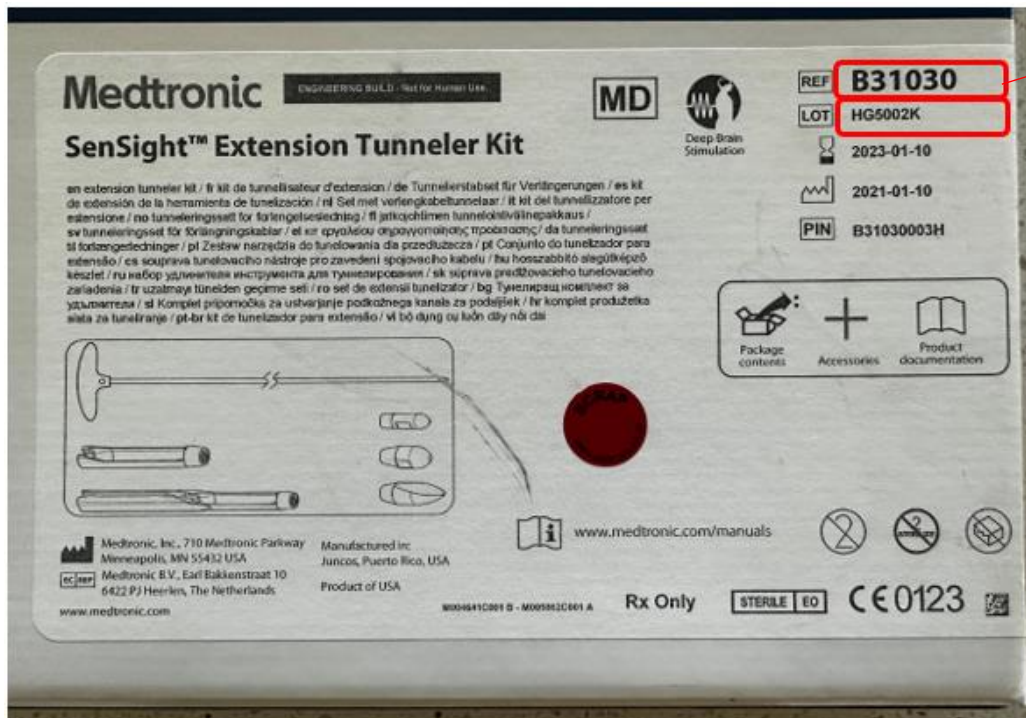 Medtronic
ENGINEERING BUILD - Not for Human Use
SenSight™ Extension Tunneler Kit
MD
Deep Brain
Stimulation
REF B31030
LOT HG5002K
2023-01-10
2021-01-10
PIN B31030003H
en extension tunneler kit / fr kit de tunnellisateur d'extension / de Tunnelierstabset für Verlängerungen / es kit
de extensión de la herramienta de tunelización / nl Set met verlengkabeltunnelaar / it kit del tunnellizzatore per
estensione / no tunneleringssett for forlengelsesledning / fi jatkojohtimen tunnelointivälinepakkaus /
sv tunneleringsset för förlängningskablar / el κιτ εργαλείου σηραγγοποίησης προέκτασης / da tunneleringssæt
til forlængerledninger / pl Zestaw narzędzia do tunelowania dla przedłużacza / pt Conjunto do tunelizador para
extensão / cs souprava tunelovacího nástroje pro zavedení spojovacího kabelu / hu hosszabbító alagútképző
készlet / ru набор удлинителя инструмента для туннелирования / sk súprava predlžovacieho tunelovacieho
zariadenia / tr uzatmayı tünelden geçirme seti / ro set de extensii tunelizator / bg Тунелиращ комплект за
удължители / sl Komplet pripomočka za ustvarjanje podkožnega kanala za podaljšek / hr komplet produžetka
alata za tuneliranje / pt-br kit de tunelizador para extensão / vi bộ dụng cụ luồn dây nối dài
Package
contents
Accessories
Product
documentation
www.medtronic.com/manuals
Medtronic, Inc., 710 Medtronic Parkway
Minneapolis, MN 55432 USA
EC REP Medtronic B.V., Earl Bakkenstraat 10
6422 PJ Heerlen, The Netherlands
www.medtronic.com
Manufactured in:
Juncos, Puerto Rico, USA
Product of USA
Rx Only
STERILE EO
CE 0123